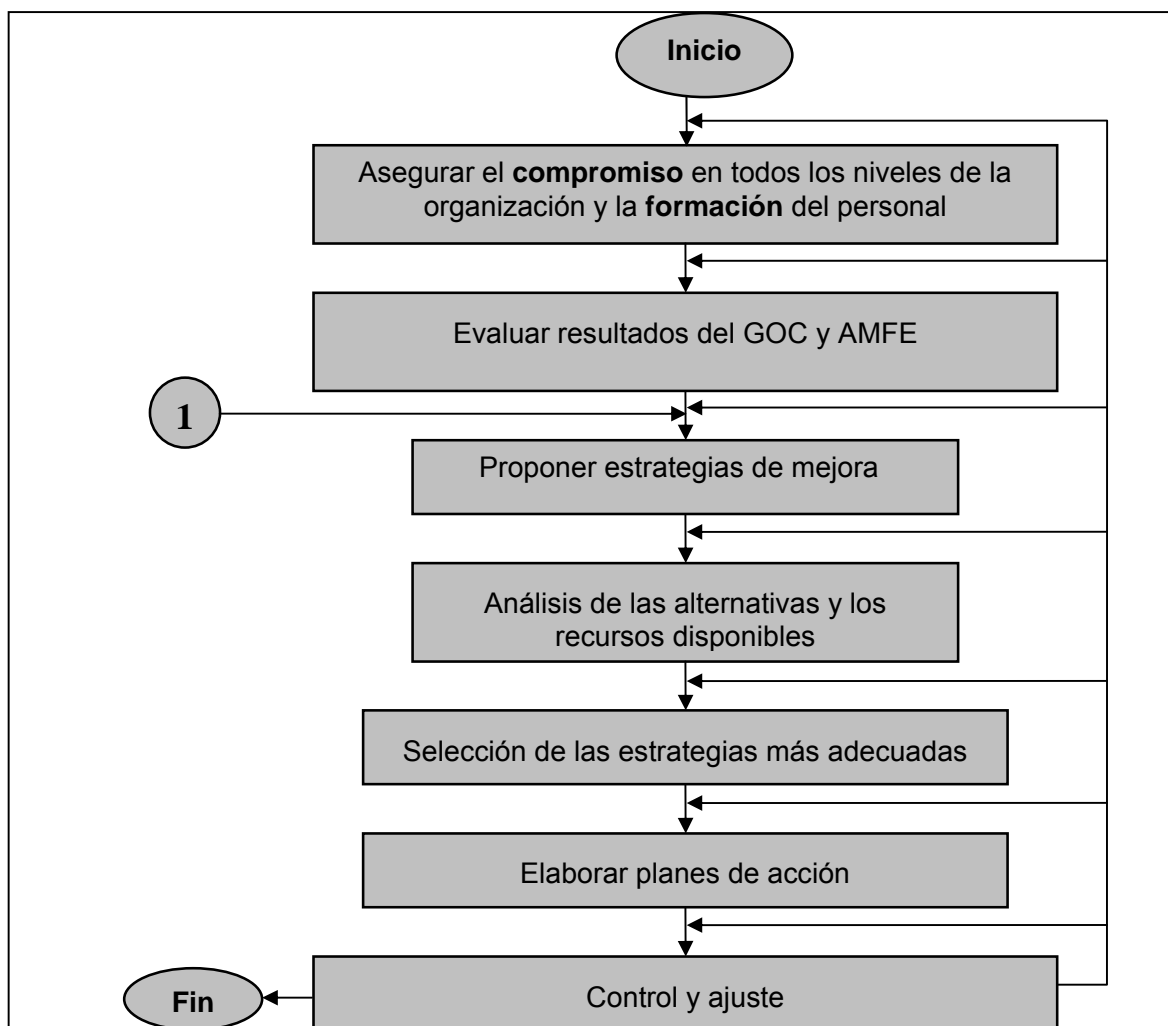 Inicio
Asegurar el compromiso en todos los niveles de la
organización y la formación del personal
Evaluar resultados del GOC y AMFE
1
Proponer estrategias de mejora
Análisis de las alternativas y los
recursos disponibles
Selección de las estrategias más adecuadas
Elaborar planes de acción
Fin
Control y ajuste